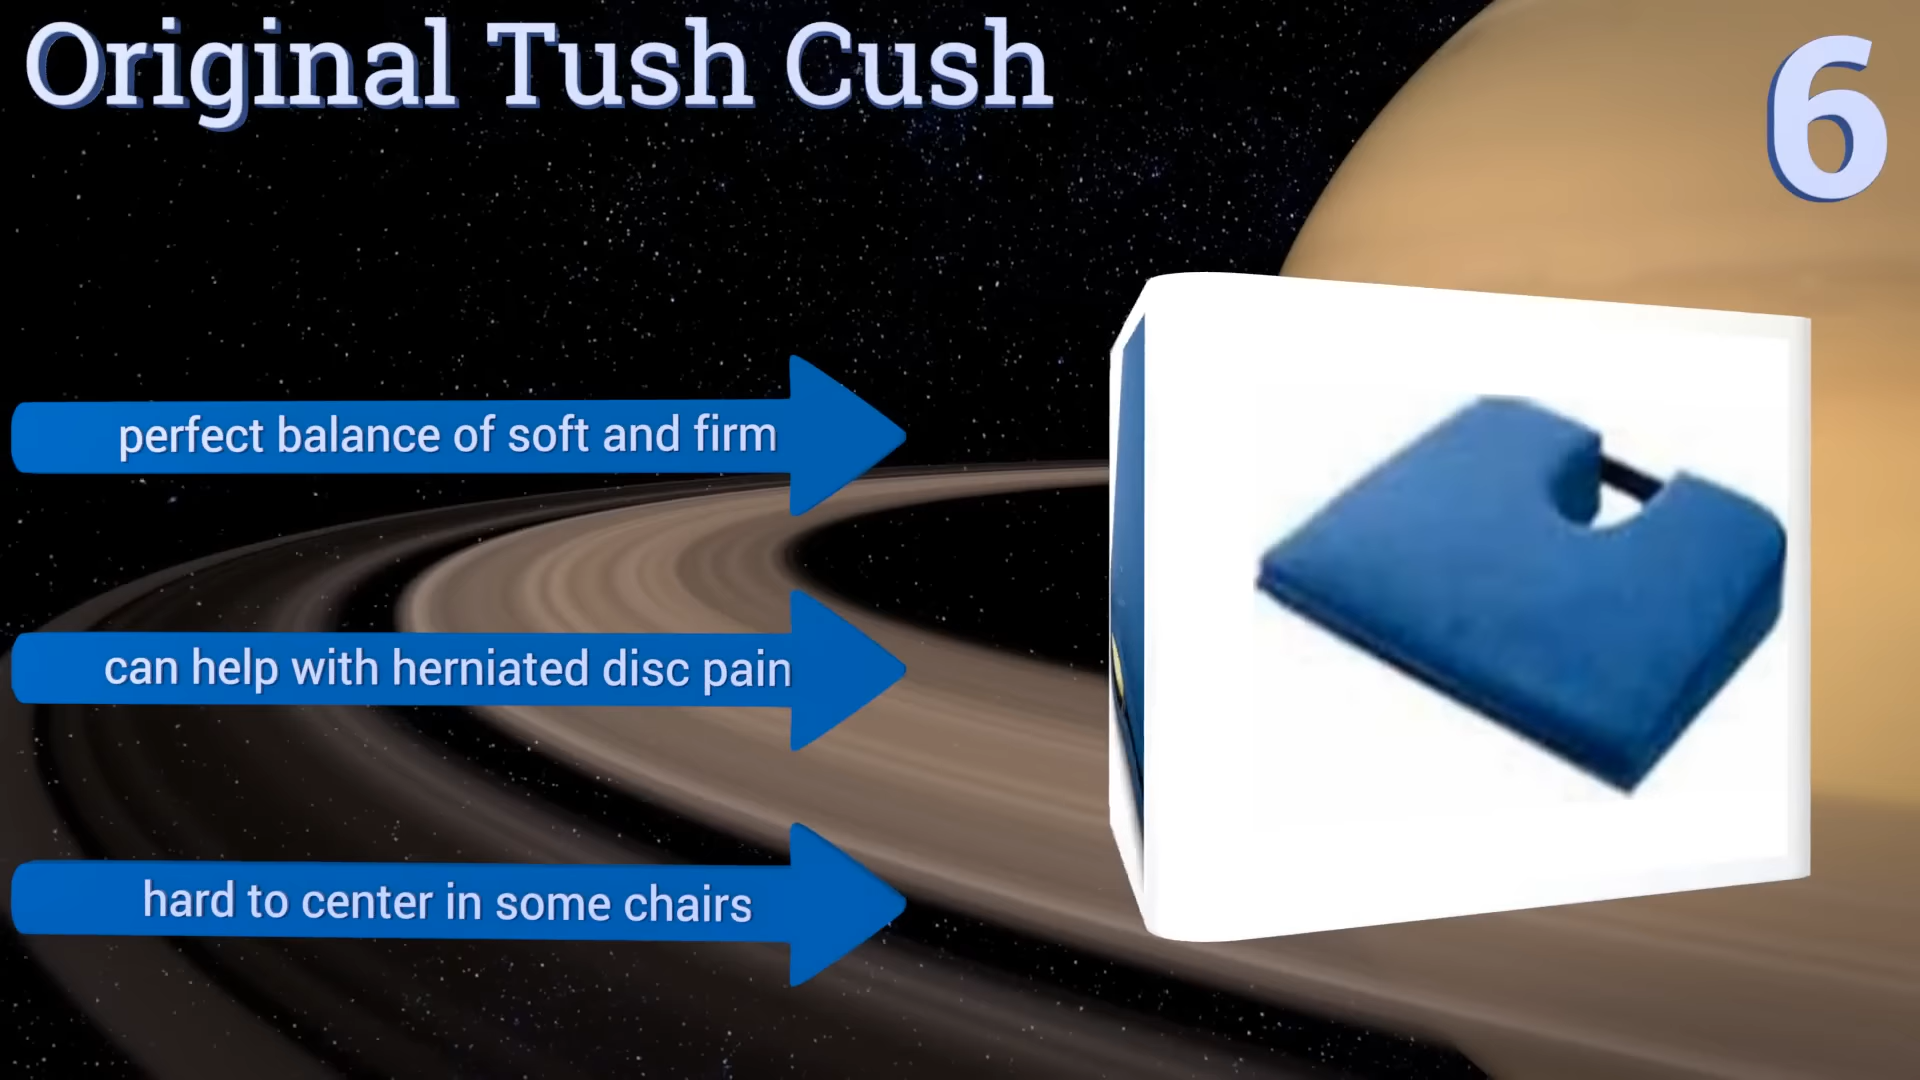 Original Tush Cush
6
perfect balance of soft and firm
can help with herniated disc pain
hard to center in some chairs